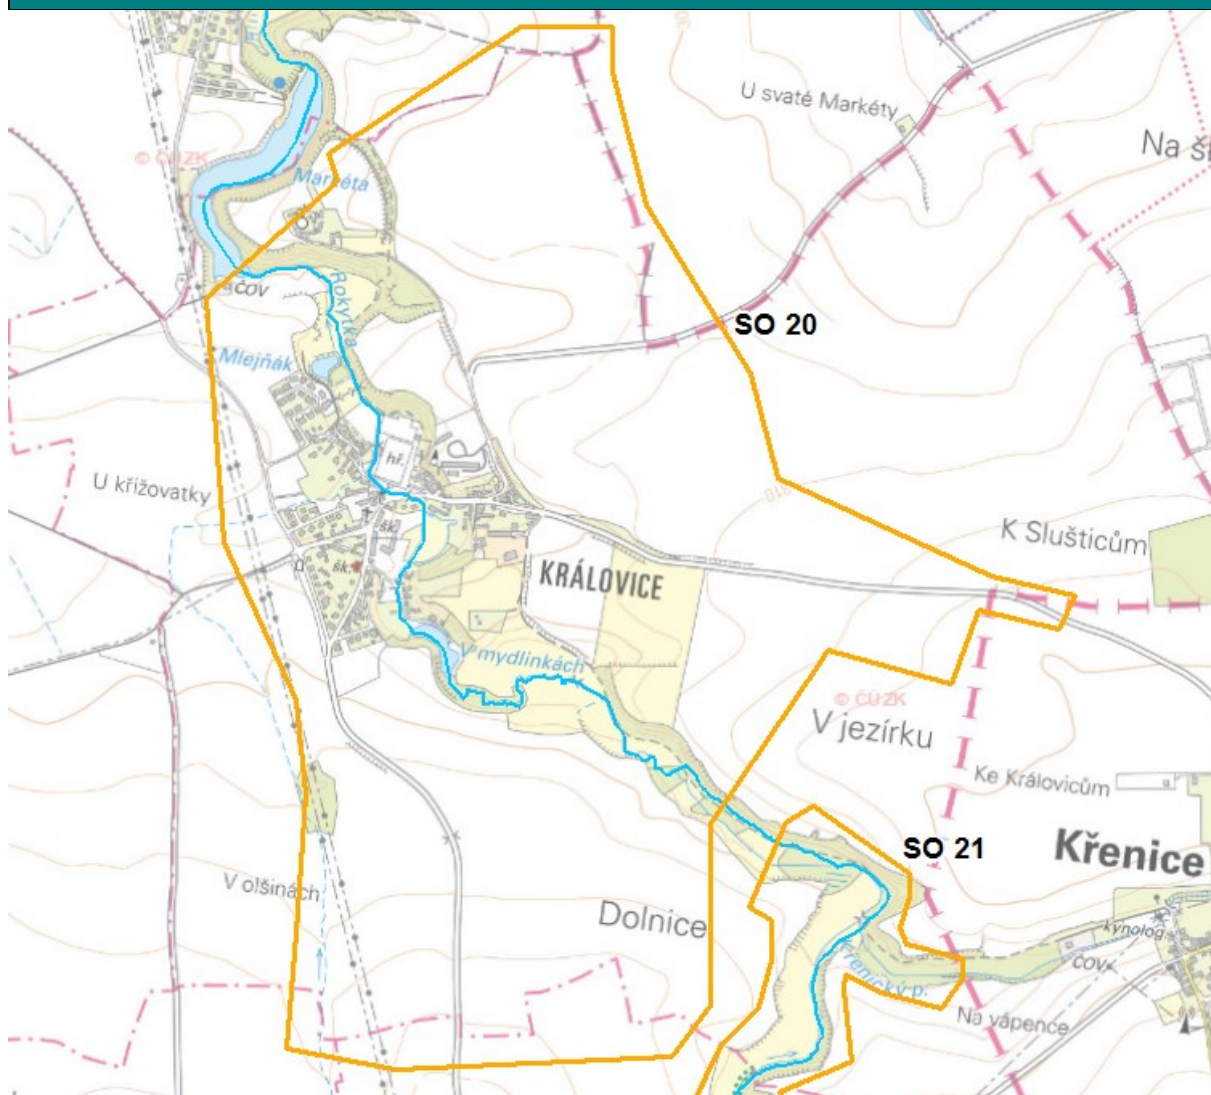 U svaté Markéty
Na š
© ČÚZK
Markéta
Rokytka
ČOV
SO 20
Mlejňák
hř.
U křižovatky
šk.
K Slušticům
šk.
KRÁLOVICE
V mydlinkách
© ČÚZK
V jezírku
Ke Královicům
SO 21
Křenice
V olšinách
Dolnice
kynolog.
ČOV
Křenický p.
Na vápence